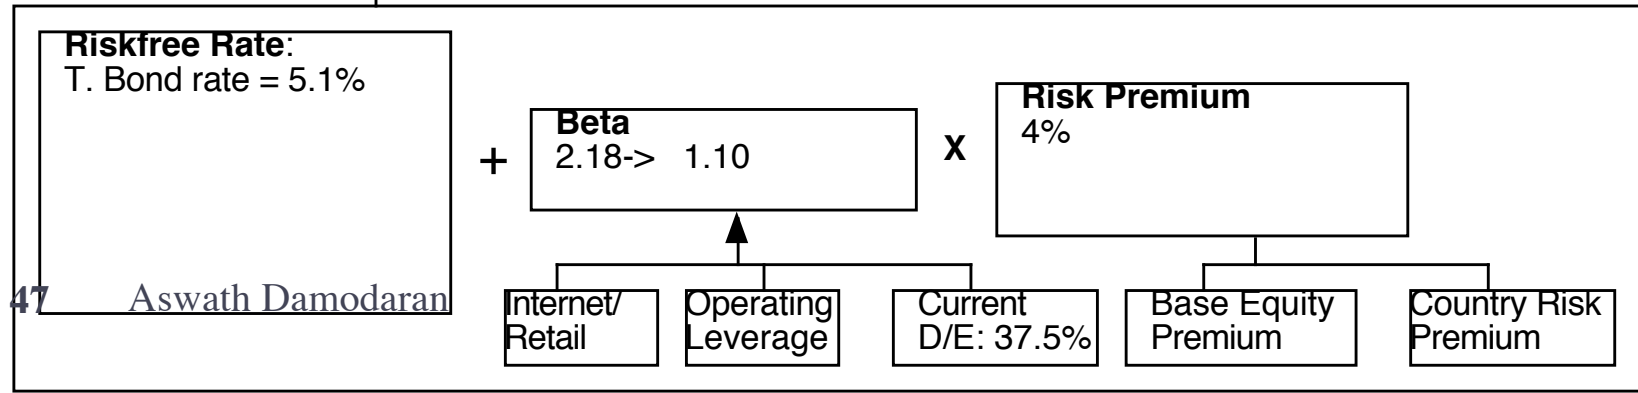 Riskfree Rate:
T. Bond rate = 5.1%
+
Beta
2.18-> 1.10
X
Risk Premium
4%
Internet/
Retail
Operating
Leverage
Current
D/E: 37.5%
Base Equity
Premium
Country Risk
Premium
47 Aswath Damodaran